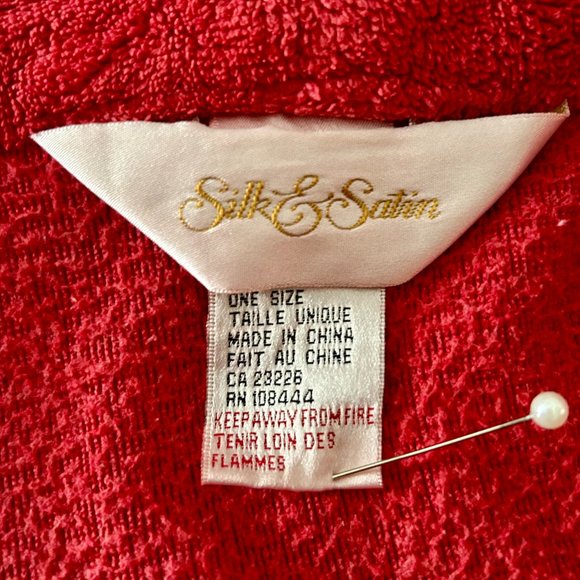 Silk & Satin
ONE SIZE
TAILLE UNIQUE
MADE IN CHINA
FAIT AU CHINE
CA 23226
RN 108444
KEEP AWAY FROM FIRE
TENIR LOIN DES
FLAMMES